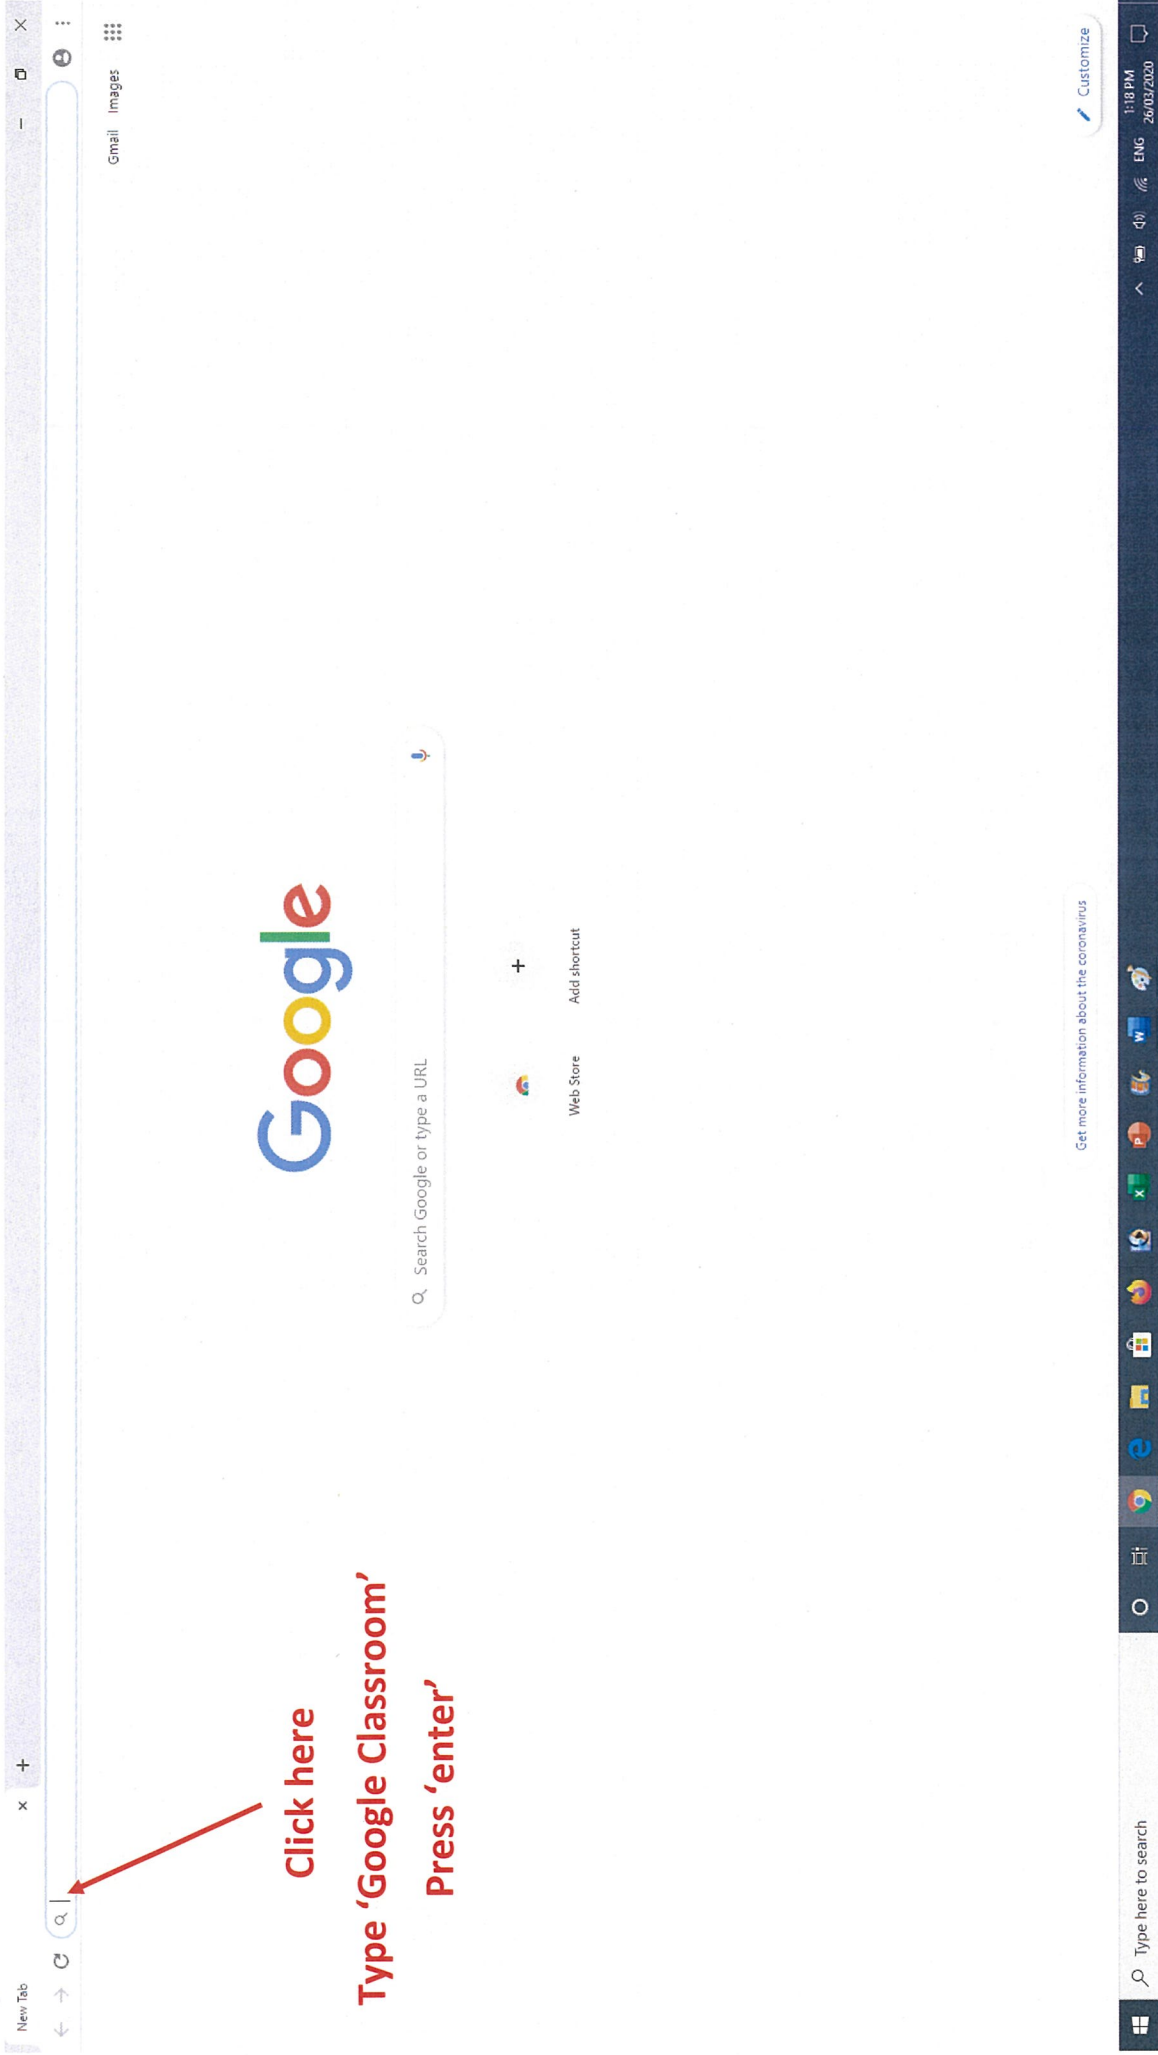 New Tab
Gmail Images
Google
Search Google or type a URL
Web Store
Add shortcut
Click here
Type ‘Google Classroom’
Press ‘enter’
Get more information about the coronavirus
Customize
Type here to search
ENG
1:18 PM
26/03/2020